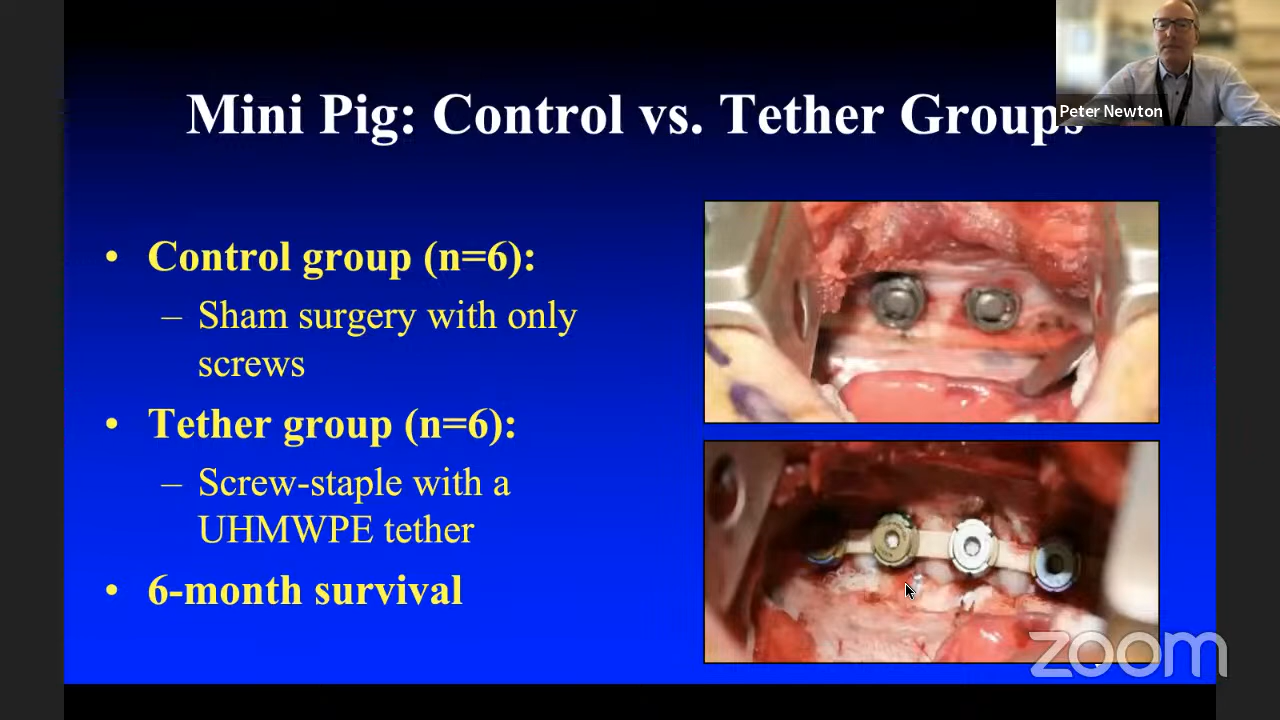 Mini Pig: Control vs. Tether Groups
Peter Newton
• Control group (n=6):
– Sham surgery with only
screws
• Tether group (n=6):
– Screw-staple with a
UHMWPE tether
• 6-month survival
zoom